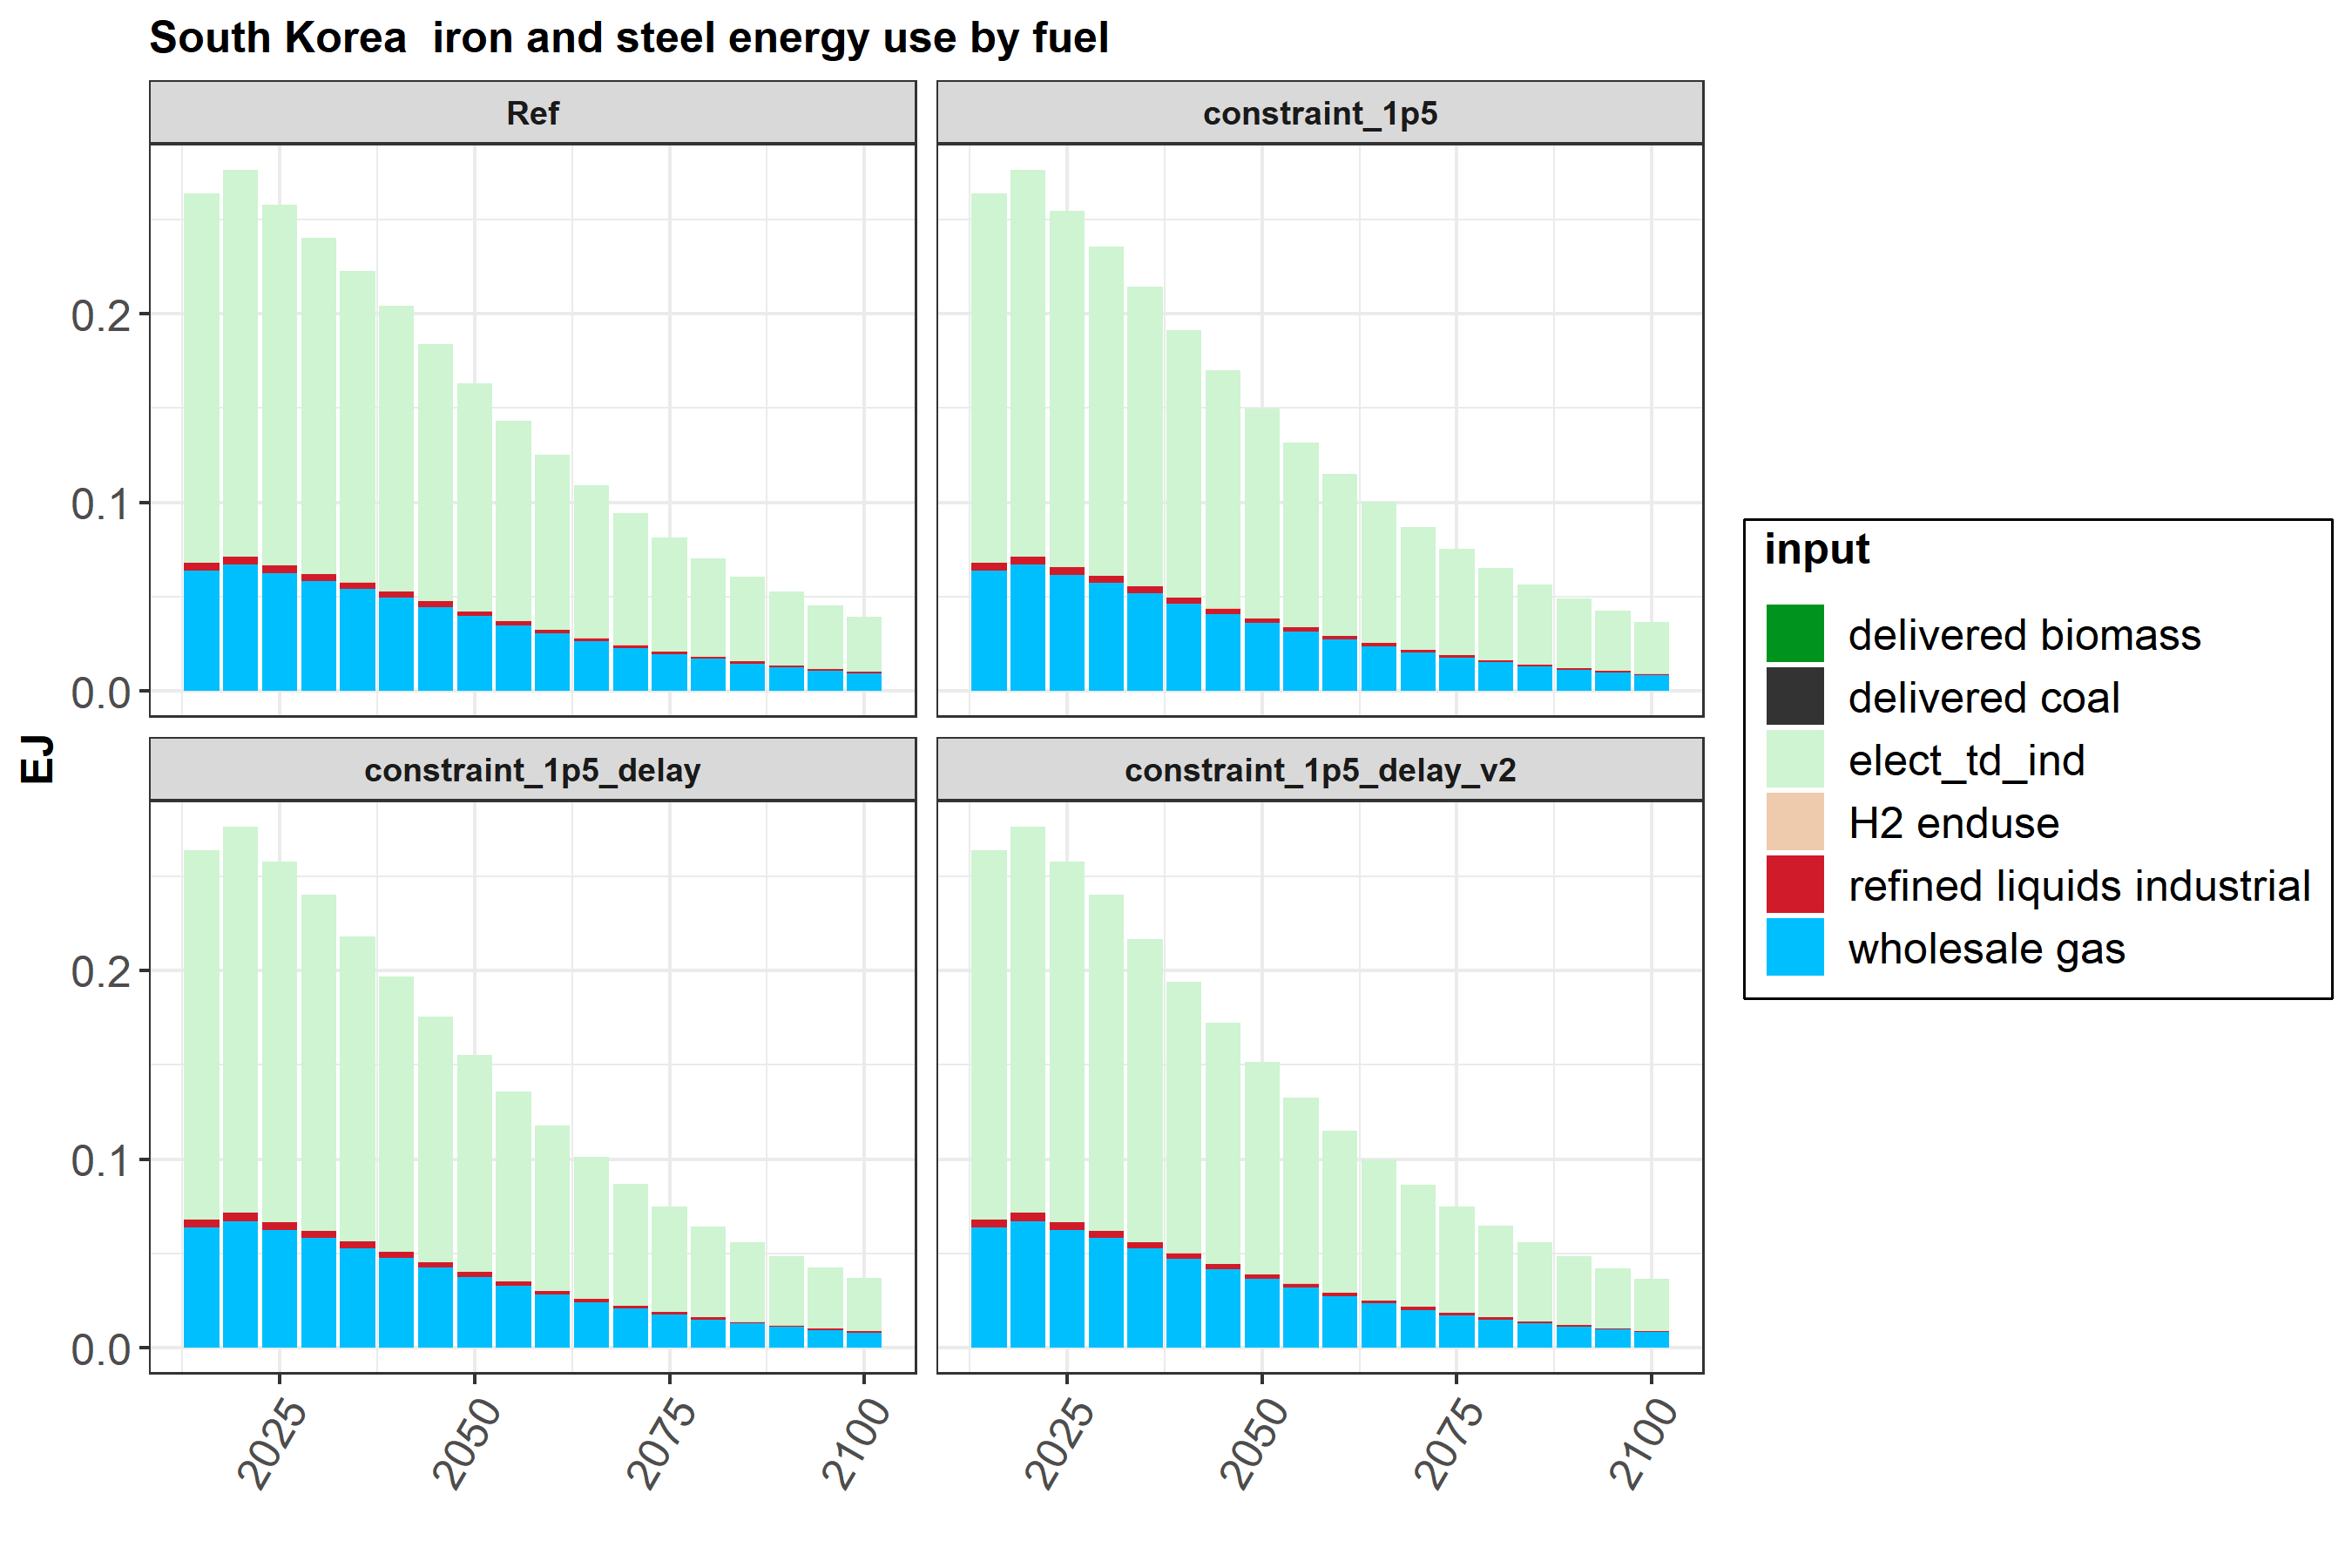 South Korea  iron and steel energy use by fuel
Ref
constraint_1p5
0.2
0.1
0.0
EJ
constraint_1p5_delay
constraint_1p5_delay_v2
0.2
0.1
0.0
2025
2050
2075
2100
2025
2050
2075
2100
input
delivered biomass
delivered coal
elect_td_ind
H2 enduse
refined liquids industrial
wholesale gas